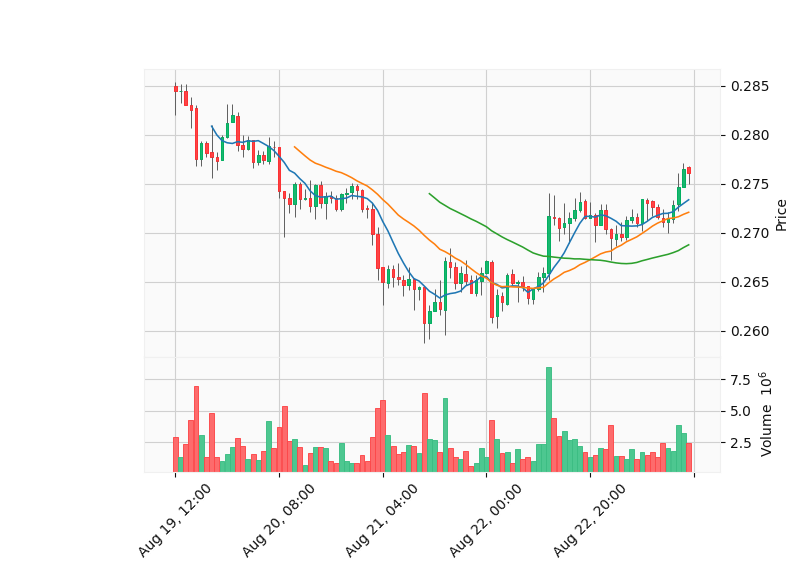 0.285
0.280
0.275
0.270
0.265
0.260
Price
7.5
5.0
2.5
Volume 10^6
Aug 19, 12:00
Aug 20, 08:00
Aug 21, 04:00
Aug 22, 00:00
Aug 22, 20:00